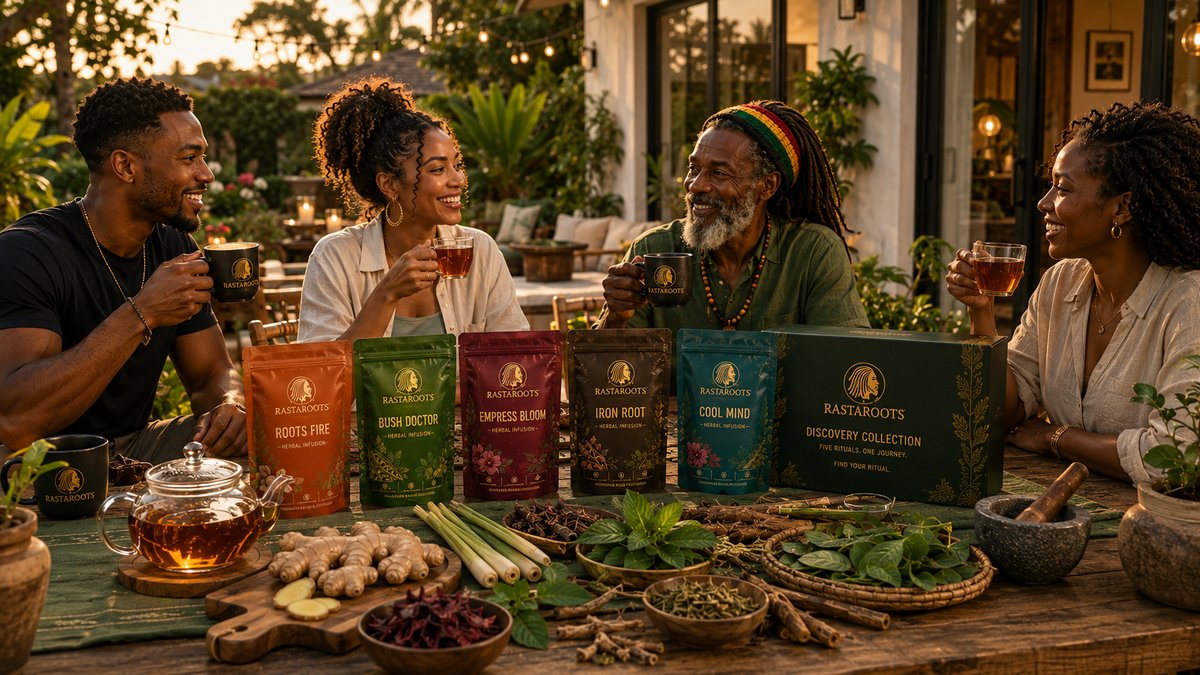 RASTAROOTS
RASTAROOTS
RASTAROOTS
RASTAROOTS
ROOTS FIRE
HERBAL INFUSION
RASTAROOTS
BUSH DOCTOR
HERBAL INFUSION
RASTAROOTS
EMPRESS BLOOM
HERBAL INFUSION
RASTAROOTS
IRON ROOT
HERBAL INFUSION
RASTAROOTS
COOL MIND
HERBAL INFUSION
RASTAROOTS
DISCOVERY COLLECTION
FIVE RITUALS. ONE JOURNEY.
FIND YOUR RITUAL.